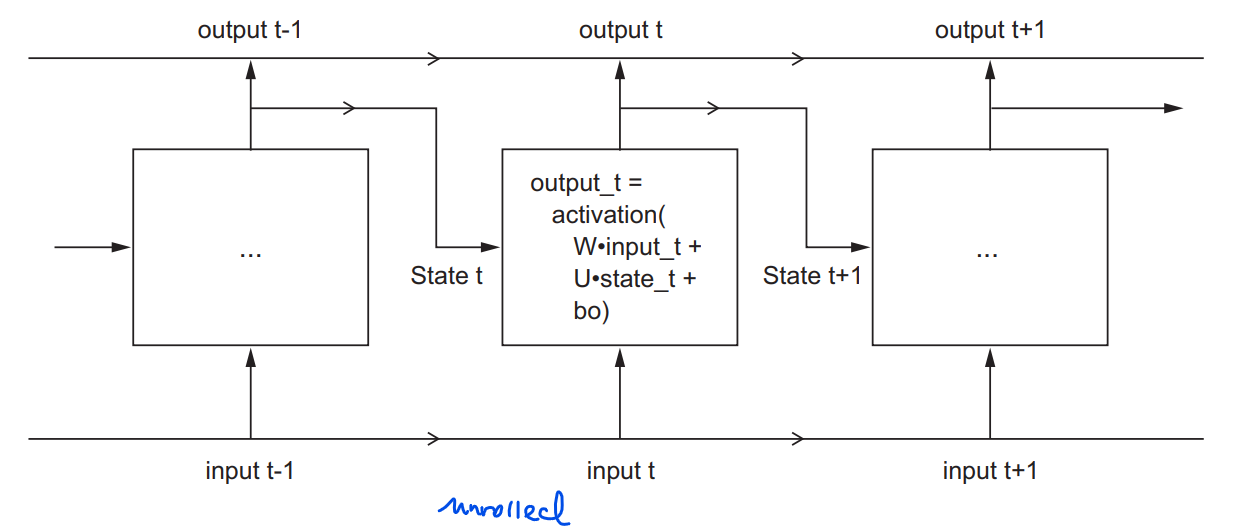 output t-1
output t
output t+1
output_t =
activation(
W•input_t +
U•state_t +
bo)
...
...
State t
State t+1
input t-1
input t
input t+1
unrolled